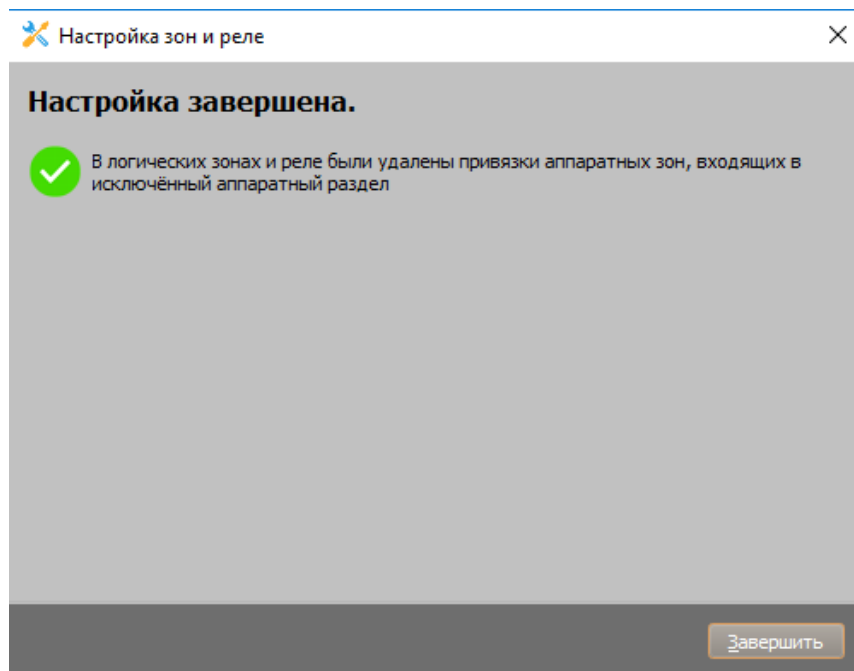 Настройка зон и реле
Настройка завершена.
В логических зонах и реле были удалены привязки аппаратных зон, входящих в
исключённый аппаратный раздел
Завершить